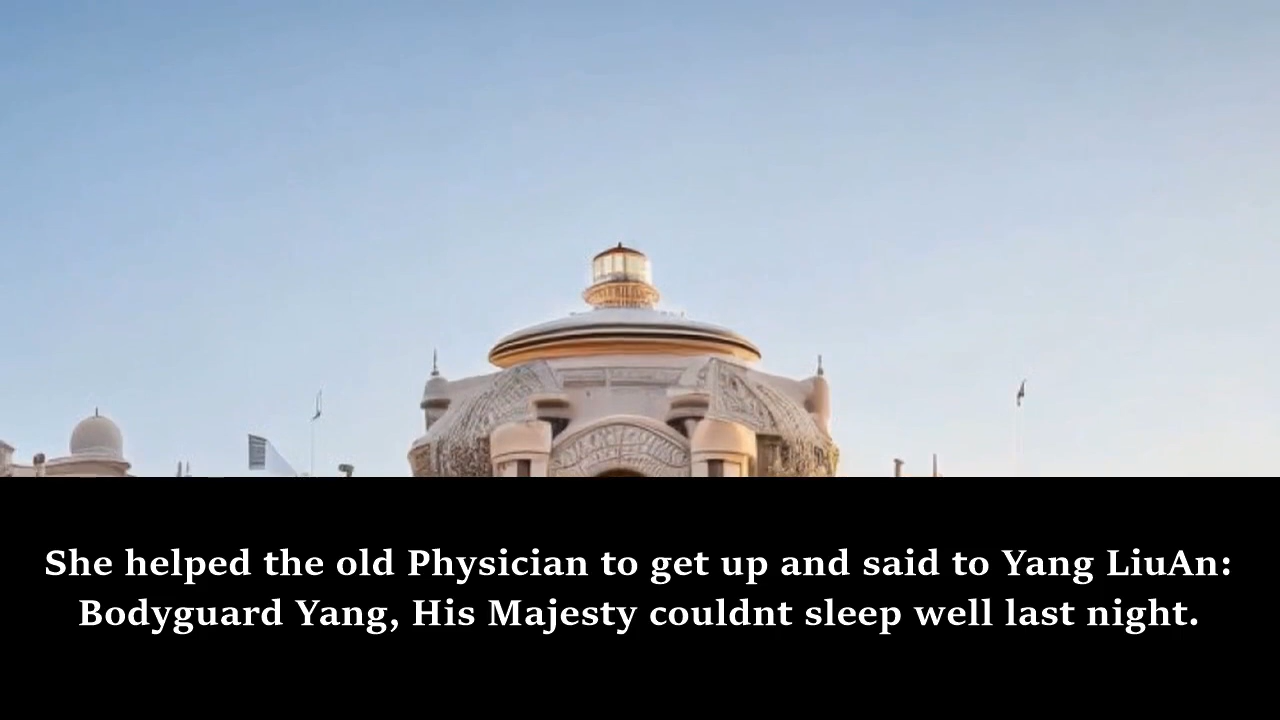 She helped the old Physician to get up and said to Yang LiuAn:
Bodyguard Yang, His Majesty couldnt sleep well last night.